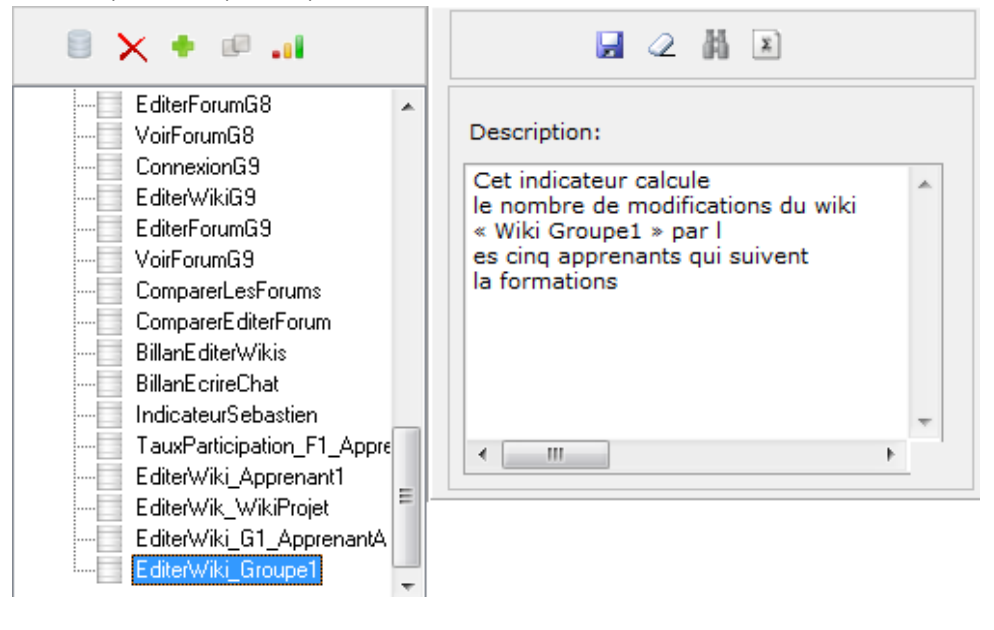 EditerForumG8
VoirForumG8
ConnexionG9
EditerWikiG9
EditerForumG9
VoirForumG9
ComparerLesForums
ComparerEditerForum
BillanEditerWikis
BillanEcrireChat
IndicateurSebastien
TauxParticipation_F1_Appre
EditerWiki_Apprenant1
EditerWik_WikiProjet
EditerWiki_G1_ApprenantA
EditerWiki_Groupe1
Description:
Cet indicateur calcule
le nombre de modifications du wiki
« Wiki Groupe1 » par l
es cinq apprenants qui suivent
la formations